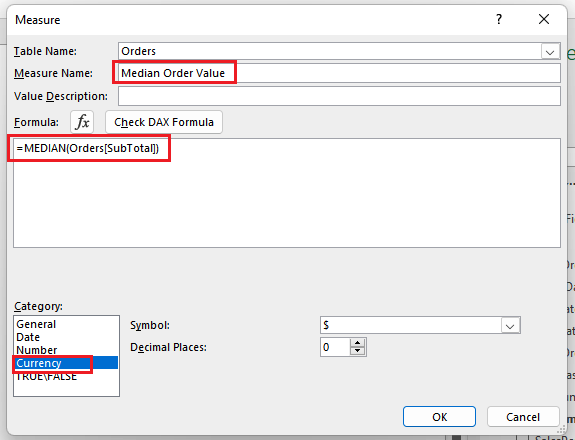 Measure
Table Name: Orders
Measure Name: Median Order Value
Value Description:
Formula: fx Check DAX Formula
=MEDIAN(Orders[SubTotal])
Category:
General
Date
Number
Currency
TRUE\FALSE
Symbol: $
Decimal Places: 0
OK Cancel